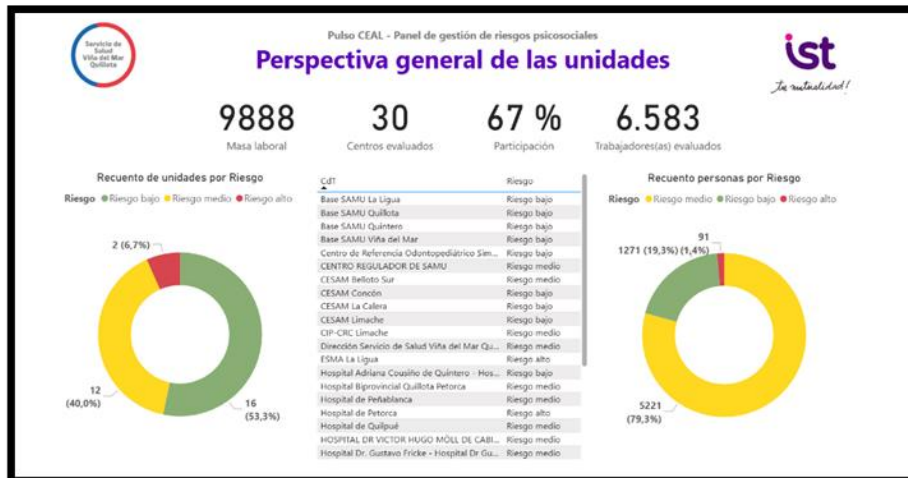 Servicio de
Salud
Viña del Mar
Quillota
Pulso CEAL - Panel de gestión de riesgos psicosociales
Perspectiva general de las unidades
ist
tu mutualidad!
9888
Masa laboral
30
Centros evaluados
67 %
Participación
6.583
Trabajadores(as) evaluados
Recuento de unidades por Riesgo
Riesgo Riesgo bajo Riesgo medio Riesgo alto
2 (6,7%)
12
(40,0%)
16
(53,3%)
CdT Riesgo
Base SAMU La Ligua Riesgo bajo
Base SAMU Quillota Riesgo bajo
Base SAMU Quintero Riesgo bajo
Base SAMU Viña del Mar Riesgo bajo
Centro de Referencia Odontopediátrico Sim... Riesgo bajo
CENTRO REGULADOR DE SAMU Riesgo medio
CESAM Belloto Sur Riesgo medio
CESAM Concón Riesgo bajo
CESAM La Calera Riesgo bajo
CESAM Limache Riesgo bajo
CIP-CRC Limache Riesgo medio
Dirección Servicio de Salud Viña del Mar Qu... Riesgo medio
ESMA La Ligua Riesgo alto
Hospital Adriana Cousiño de Quintero - Hos... Riesgo bajo
Hospital Biprovincial Quillota Petorca Riesgo medio
Hospital de Peñablanca Riesgo medio
Hospital de Petorca Riesgo alto
Hospital de Quilpué Riesgo medio
HOSPITAL DR VICTOR HUGO MÖLL DE CABI... Riesgo medio
Hospital Dr. Gustavo Fricke - Hospital Dr Gu... Riesgo medio
Recuento personas por Riesgo
Riesgo Riesgo medio Riesgo bajo Riesgo alto
91
1271 (19,3%) (1,4%)
5221
(79,3%)